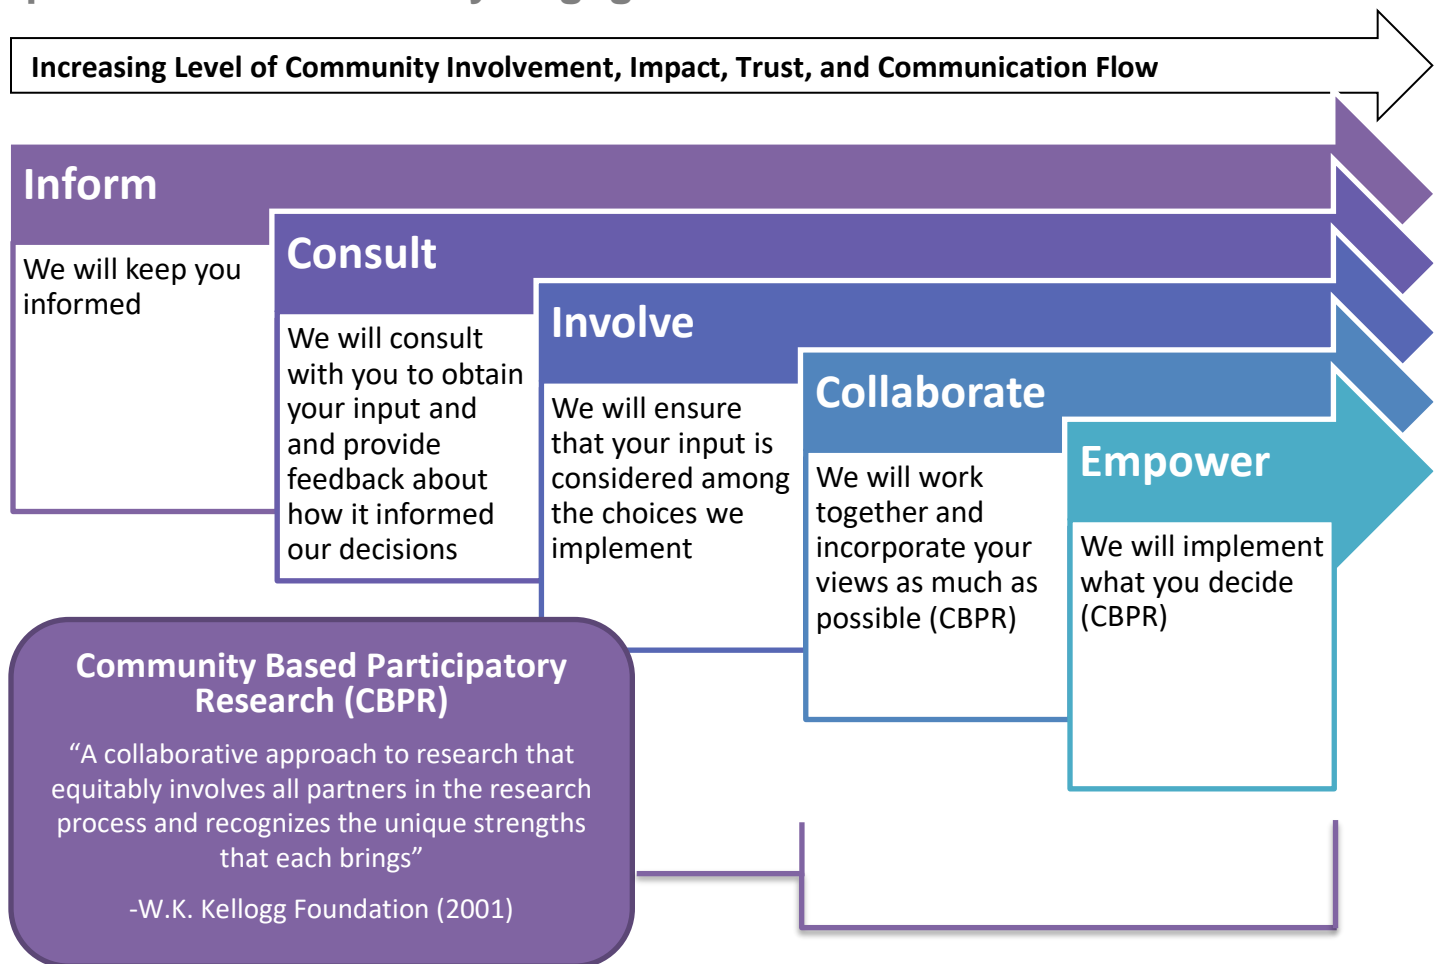 Increasing Level of Community Involvement, Impact, Trust, and Communication Flow
Inform
We will keep you
informed
Consult
We will consult
with you to obtain
your input and
and provide
feedback about
how it informed
our decisions
Involve
We will ensure
that your input is
considered among
the choices we
implement
Collaborate
We will work
together and
incorporate your
views as much as
possible (CBPR)
Empower
We will implement
what you decide
(CBPR)
Community Based Participatory
Research (CBPR)
“A collaborative approach to research that
equitably involves all partners in the research
process and recognizes the unique strengths
that each brings”
-W.K. Kellogg Foundation (2001)